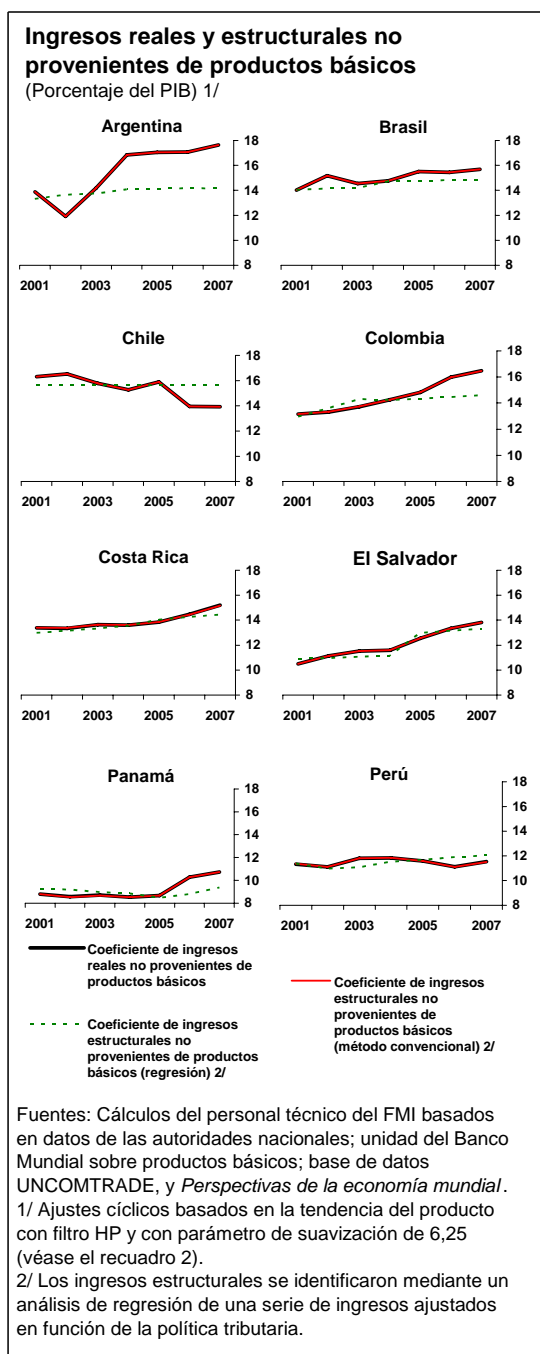 Ingresos reales y estructurales no
provenientes de productos básicos
(Porcentaje del PIB) 1/
Argentina
18
16
14
12
10
8
2001 2003 2005 2007
Brasil
18
16
14
12
10
8
2001 2003 2005 2007
Chile
18
16
14
12
10
8
2001 2003 2005 2007
Colombia
18
16
14
12
10
8
2001 2003 2005 2007
Costa Rica
18
16
14
12
10
8
2001 2003 2005 2007
El Salvador
18
16
14
12
10
8
2001 2003 2005 2007
Panamá
18
16
14
12
10
8
2001 2003 2005 2007
Perú
18
16
14
12
10
8
2001 2003 2005 2007
Coeficiente de ingresos
reales no provenientes de
productos básicos
Coeficiente de ingresos
estructurales no
provenientes de productos
básicos (regresión) 2/
Coeficiente de ingresos
estructurales no
provenientes de
productos básicos
(método convencional) 2/
Fuentes: Cálculos del personal técnico del FMI basados
en datos de las autoridades nacionales; unidad del Banco
Mundial sobre productos básicos; base de datos
UNCOMTRADE, y Perspectivas de la economía mundial.
1/ Ajustes cíclicos basados en la tendencia del producto
con filtro HP y con parámetro de suavización de 6,25
(véase el recuadro 2).
2/ Los ingresos estructurales se identificaron mediante un
análisis de regresión de una serie de ingresos ajustados
en función de la política tributaria.